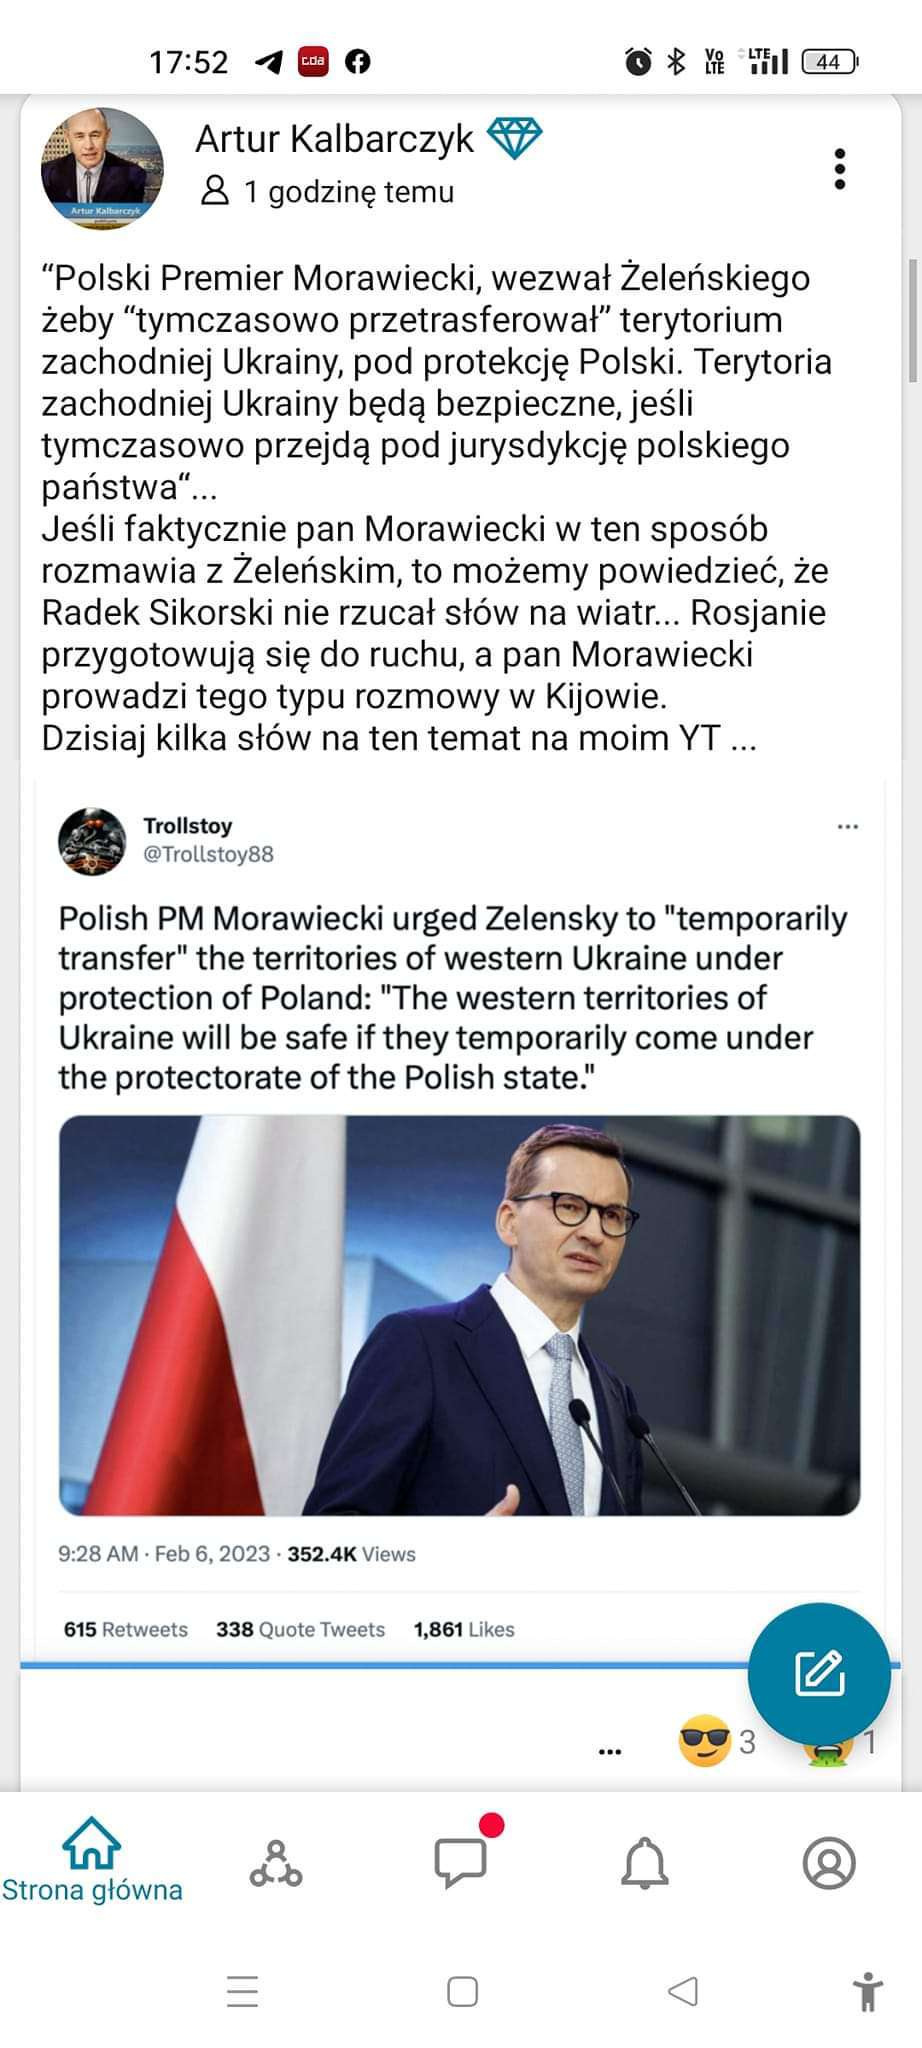 17:52
cda
Vo
LTE
LTE
44
Artur Kalbarczyk
Artur Kalbarczyk
1 godzinę temu
“Polski Premier Morawiecki, wezwał Żeleńskiego
żeby “tymczasowo przetrasferował” terytorium
zachodniej Ukrainy, pod protekcję Polski. Terytoria
zachodniej Ukrainy będą bezpieczne, jeśli
tymczasowo przejdą pod jurysdykcję polskiego
państwa“...
Jeśli faktycznie pan Morawiecki w ten sposób
rozmawia z Żeleńskim, to możemy powiedzieć, że
Radek Sikorski nie rzucał słów na wiatr... Rosjanie
przygotowują się do ruchu, a pan Morawiecki
prowadzi tego typu rozmowy w Kijowie.
Dzisiaj kilka słów na ten temat na moim YT ...
Trollstoy
@Trollstoy88
Polish PM Morawiecki urged Zelensky to "temporarily
transfer" the territories of western Ukraine under
protection of Poland: "The western territories of
Ukraine will be safe if they temporarily come under
the protectorate of the Polish state."
9:28 AM · Feb 6, 2023 · 352.4K Views
615 Retweets 338 Quote Tweets 1,861 Likes
... 3 1
Strona główna